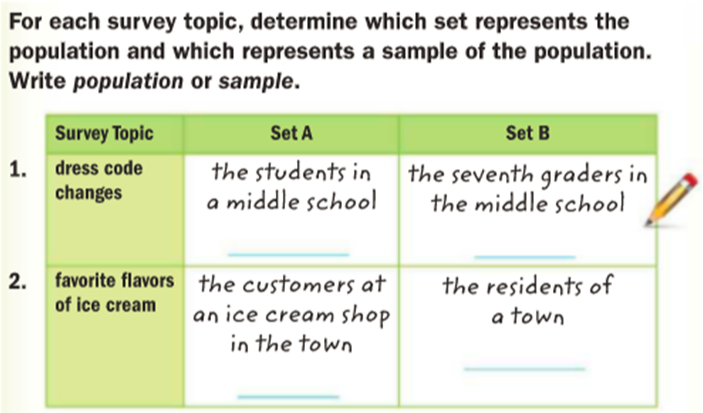 For each survey topic, determine which set represents the
population and which represents a sample of the population.
Write population or sample.
Survey Topic Set A Set B
1. dress code
changes
the students in
a middle school
the seventh graders in
the middle school
2. favorite flavors
of ice cream
the customers at
an ice cream shop
in the town
the residents of
a town